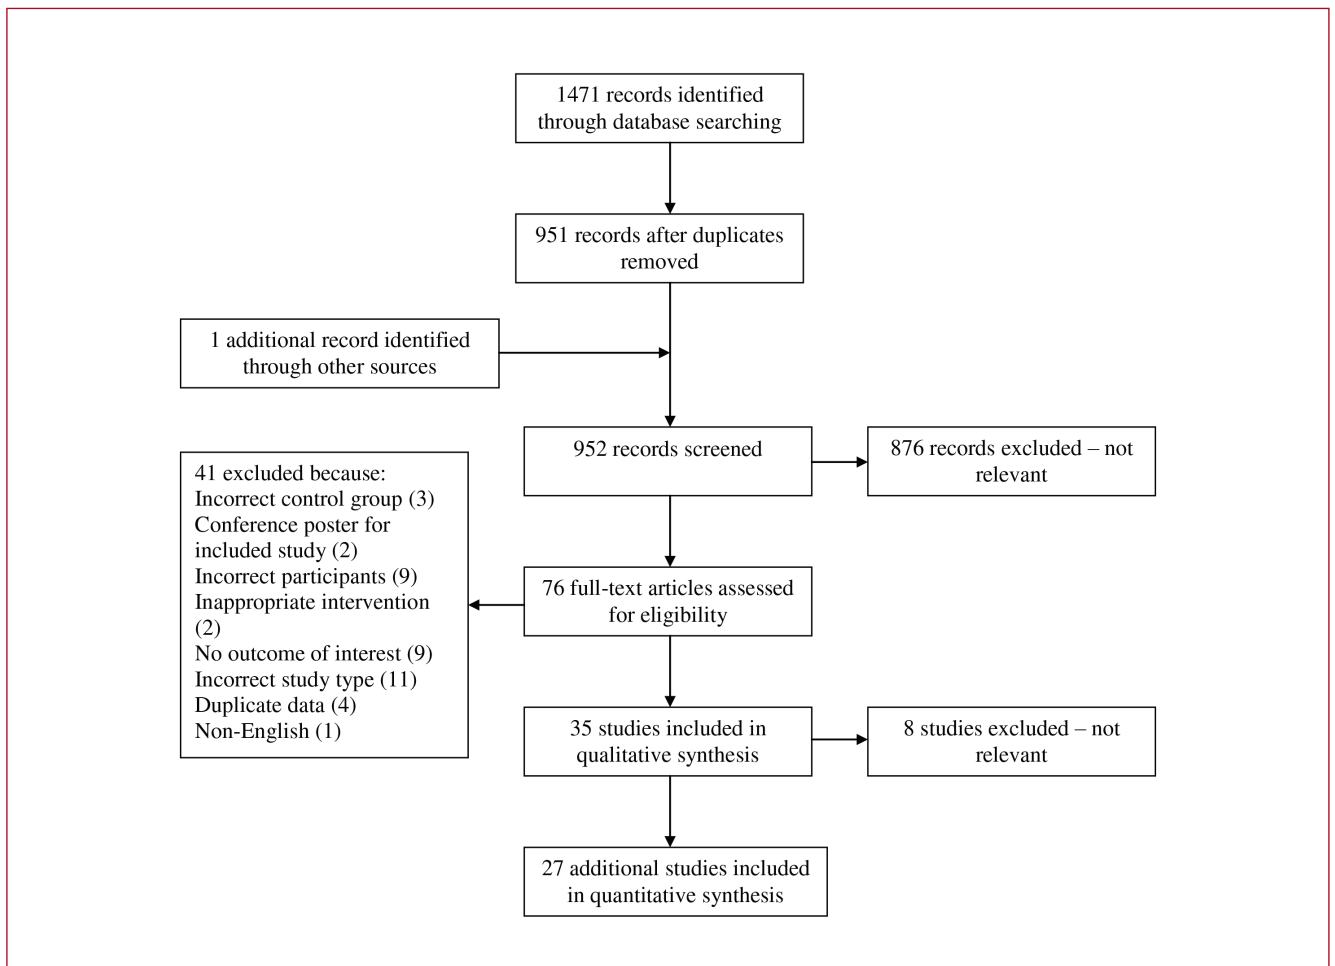 1471 records identified
through database searching
951 records after duplicates
removed
1 additional record identified
through other sources
952 records screened
876 records excluded – not
relevant
41 excluded because:
Incorrect control group (3)
Conference poster for
included study (2)
Incorrect participants (9)
Inappropriate intervention
(2)
No outcome of interest (9)
Incorrect study type (11)
Duplicate data (4)
Non-English (1)
76 full-text articles assessed
for eligibility
35 studies included in
qualitative synthesis
8 studies excluded – not
relevant
27 additional studies included
in quantitative synthesis